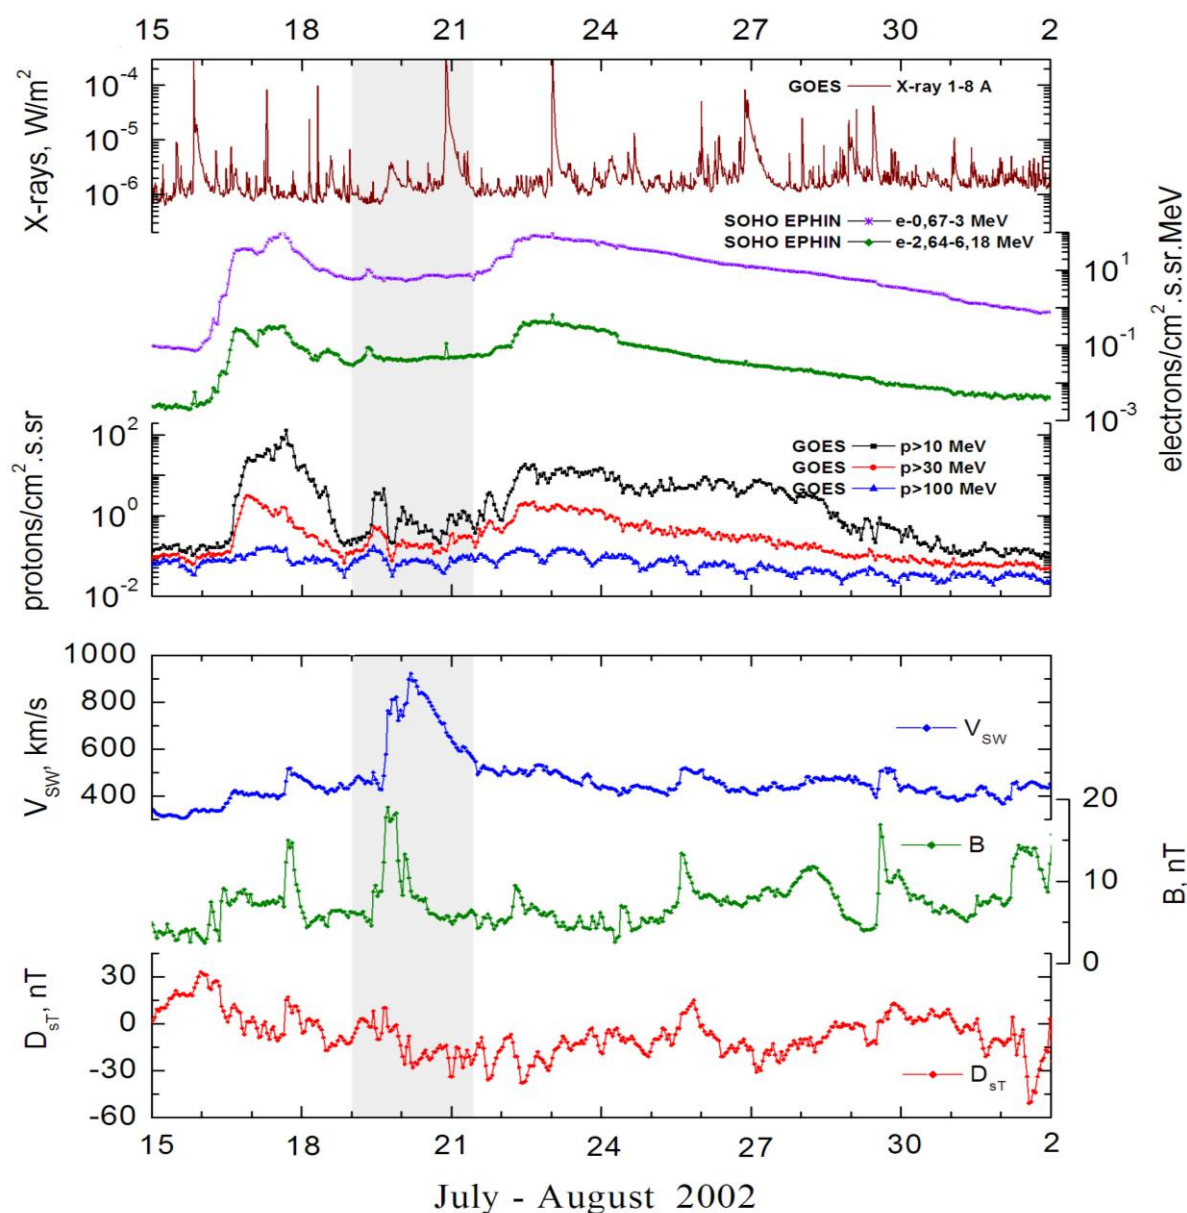 15 18 21 24 27 30 2
X-rays, W/m²
10⁻⁴
10⁻⁵
10⁻⁶
GOES X-ray 1-8 A
SOHO EPHIN e-0,67-3 MeV
SOHO EPHIN e-2,64-6,18 MeV
10¹
10⁻¹
10⁻³
electrons/cm².s.sr.MeV
protons/cm².s.sr
10²
10⁰
10⁻²
GOES p>10 MeV
GOES p>30 MeV
GOES p>100 MeV
V_SW, km/s
1000
800
600
400
V_SW
20
10
0
B, nT
B
D_sT, nT
30
0
-30
-60
D_sT
15 18 21 24 27 30 2
July - August 2002